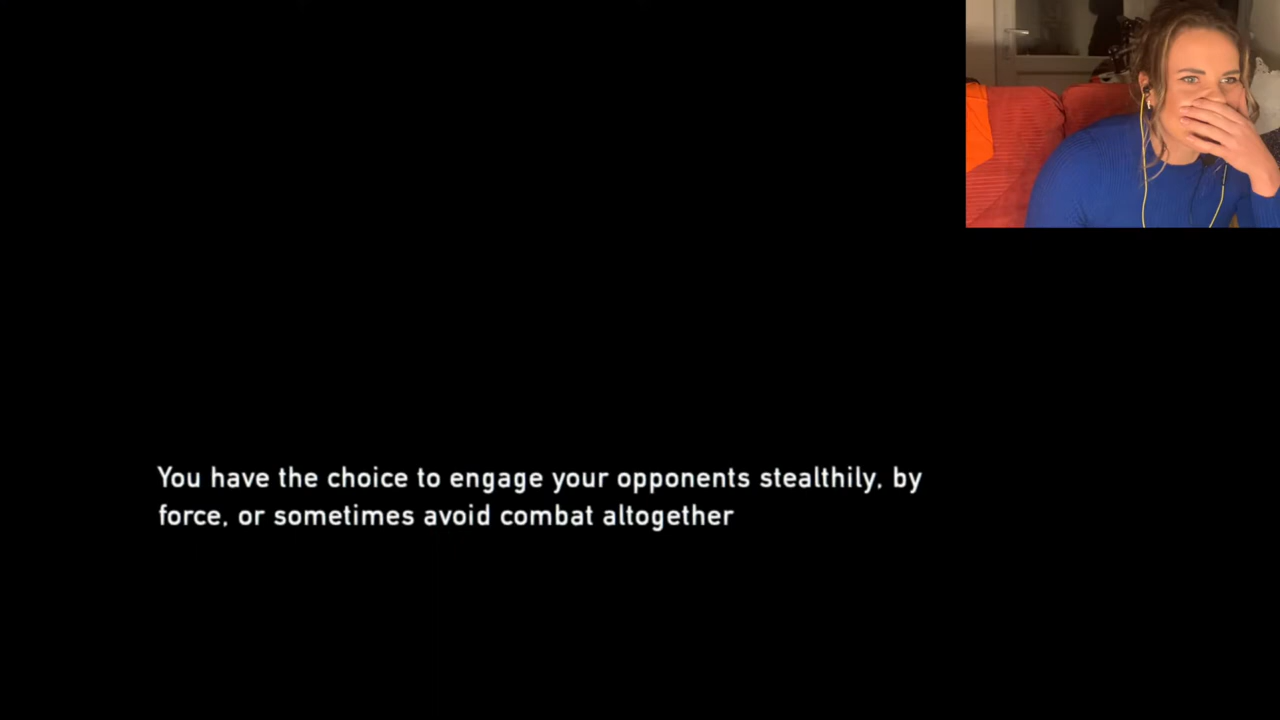 You have the choice to engage your opponents stealthily, by
force, or sometimes avoid combat altogether